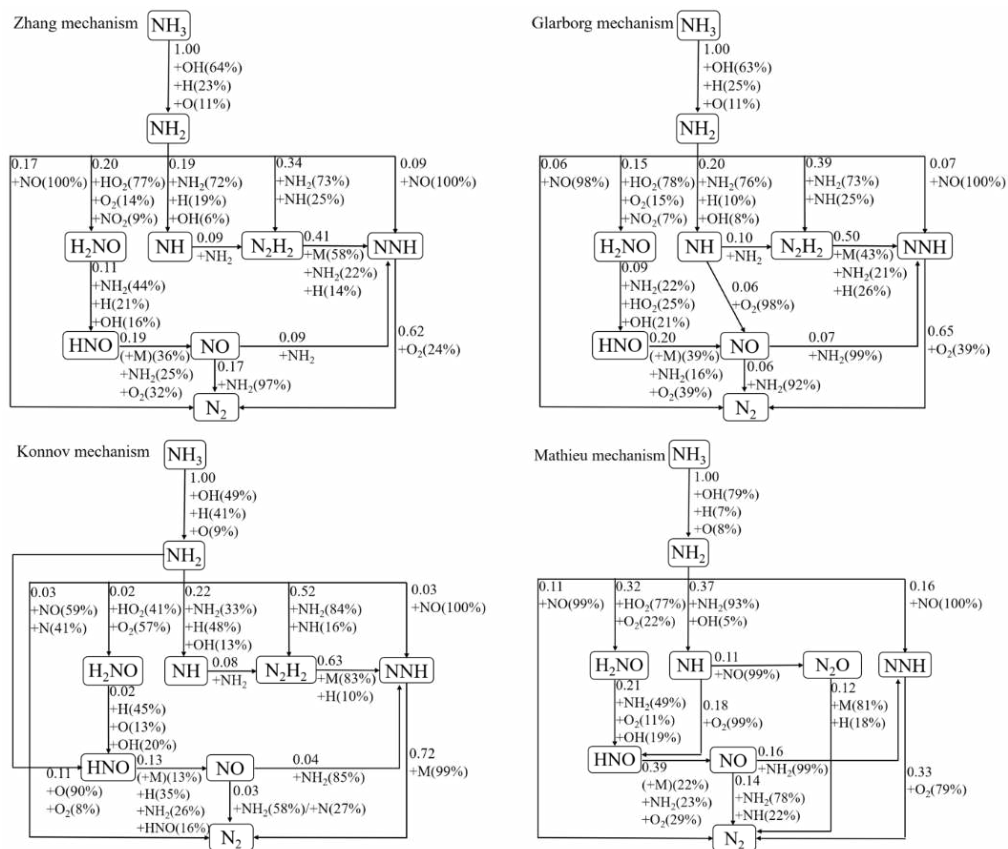 Zhang mechanism
NH₃
1.00
+OH(64%)
+H(23%)
+O(11%)
NH₂
0.17
+NO(100%)
0.20
+HO₂(77%)
+O₂(14%)
+NO₂(9%)
0.19
+NH₂(72%)
+H(19%)
+OH(6%)
0.34
+NH₂(73%)
+NH(25%)
0.09
+NO(100%)
H₂NO
NH
0.09
+NH₂
N₂H₂
0.41
+M(58%)
+NH₂(22%)
+H(14%)
NNH
0.11
+NH₂(44%)
+H(21%)
+OH(16%)
HNO
0.19
(+M)(36%)
+NH₂(25%)
+O₂(32%)
NO
0.09
+NH₂
0.62
+O₂(24%)
0.17
+NH₂(97%)
N₂
Glarborg mechanism
NH₃
1.00
+OH(63%)
+H(25%)
+O(11%)
NH₂
0.06
+NO(98%)
0.15
+HO₂(78%)
+O₂(15%)
+NO₂(7%)
0.20
+NH₂(76%)
+H(10%)
+OH(8%)
0.39
+NH₂(73%)
+NH(25%)
0.07
+NO(100%)
H₂NO
NH
0.10
+NH₂
N₂H₂
0.50
+M(43%)
+NH₂(21%)
+H(26%)
NNH
0.09
+NH₂(22%)
+HO₂(25%)
+OH(21%)
0.06
+O₂(98%)
HNO
0.20
(+M)(39%)
+NH₂(16%)
+O₂(39%)
NO
0.07
+NH₂(99%)
0.65
+O₂(39%)
0.06
+NH₂(92%)
N₂
Konnov mechanism
NH₃
1.00
+OH(49%)
+H(41%)
+O(9%)
NH₂
0.03
+NO(59%)
+N(41%)
0.02
+HO₂(41%)
+O₂(57%)
0.22
+NH₂(33%)
+H(48%)
+OH(13%)
0.52
+NH₂(84%)
+NH(16%)
0.03
+NO(100%)
H₂NO
NH
0.08
+NH₂
N₂H₂
0.63
+M(83%)
+H(10%)
NNH
0.02
+H(45%)
+O(13%)
+OH(20%)
0.11
+O(90%)
+O₂(8%)
HNO
0.13
(+M)(13%)
+H(35%)
+NH₂(26%)
+HNO(16%)
NO
0.04
+NH₂(85%)
0.72
+M(99%)
0.03
+NH₂(58%)/+N(27%)
N₂
Mathieu mechanism
NH₃
1.00
+OH(79%)
+H(7%)
+O(8%)
NH₂
0.11
+NO(99%)
0.32
+HO₂(77%)
+O₂(22%)
0.37
+NH₂(93%)
+OH(5%)
0.16
+NO(100%)
H₂NO
NH
0.11
+NO(99%)
N₂O
NNH
0.21
+NH₂(49%)
+O₂(11%)
+OH(19%)
0.18
+O₂(99%)
0.12
+M(81%)
+H(18%)
HNO
0.39
(+M)(22%)
+NH₂(23%)
+O₂(29%)
NO
0.16
+NH₂(99%)
0.33
+O₂(79%)
0.14
+NH₂(78%)
+NH(22%)
N₂